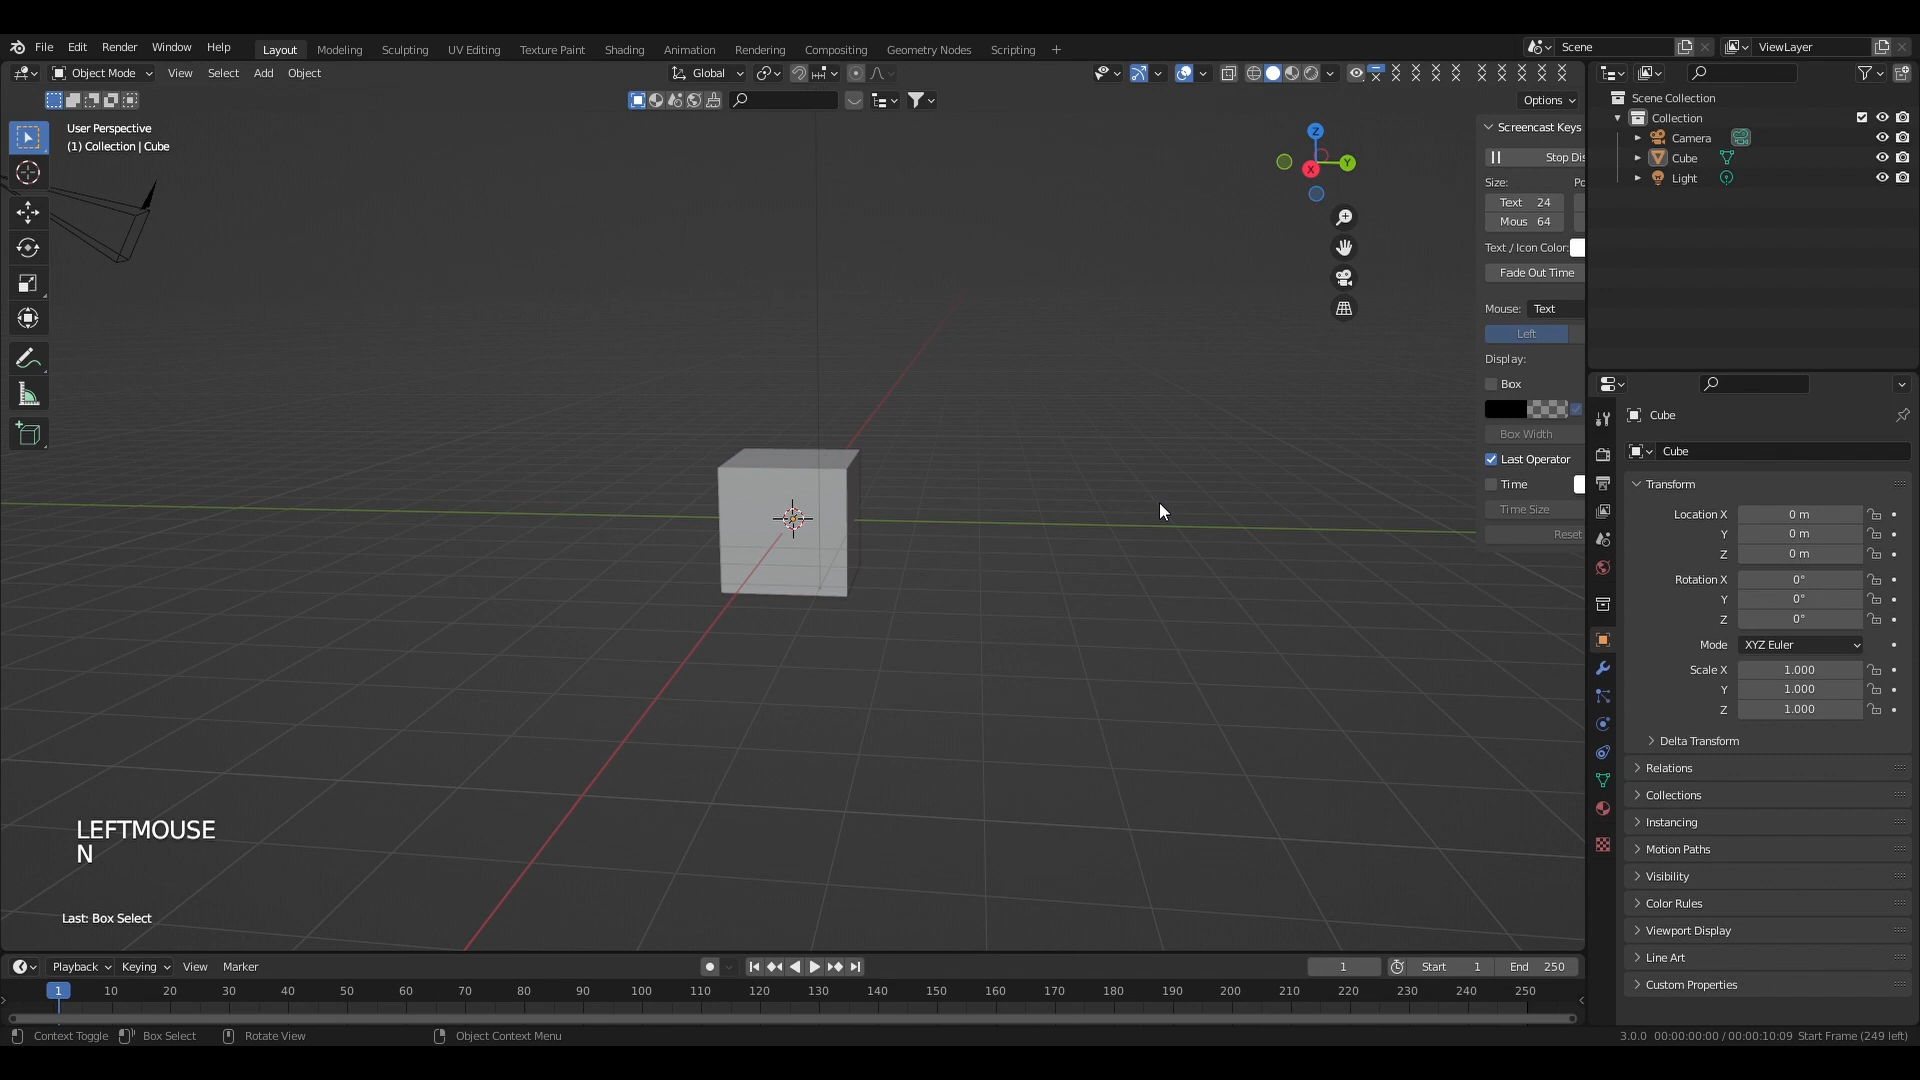 File Edit Render Window Help Layout Modeling Sculpting UV Editing Texture Paint Shading Animation Rendering Compositing Geometry Nodes Scripting + Scene ViewLayer
Object Mode View Select Add Object Global
Options
User Perspective
(1) Collection | Cube
Z
Y
X
Screencast Keys
Stop Dis
Size: Po
Text 24
Mous 64
Text / Icon Color:
Fade Out Time
Mouse: Text
Left
Display:
Box
Box Width
Last Operator
Time
Time Size
Reset
Scene Collection
Collection
Camera
Cube
Light
Cube
Cube
Transform
Location X 0 m
Y 0 m
Z 0 m
Rotation X 0°
Y 0°
Z 0°
Mode XYZ Euler
Scale X 1.000
Y 1.000
Z 1.000
Delta Transform
Relations
Collections
Instancing
Motion Paths
Visibility
Color Rules
Viewport Display
Line Art
Custom Properties
LEFTMOUSE
N
Last: Box Select
Playback Keying View Marker 1 Start 1 End 250
1 10 20 30 40 50 60 70 80 90 100 110 120 130 140 150 160 170 180 190 200 210 220 230 240 250
Context Toggle Box Select Rotate View Object Context Menu 3.0.0 00:00:00:00 / 00:00:10:09 Start Frame (249 left)